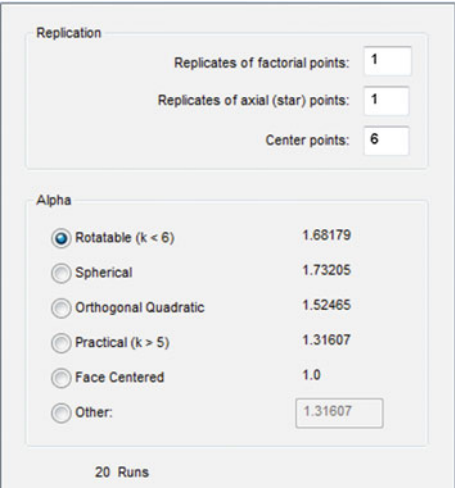 Replication
Replicates of factorial points: 1
Replicates of axial (star) points: 1
Center points: 6
Alpha
Rotatable (k < 6) 1.68179
Spherical 1.73205
Orthogonal Quadratic 1.52465
Practical (k > 5) 1.31607
Face Centered 1.0
Other: 1.31607
20 Runs